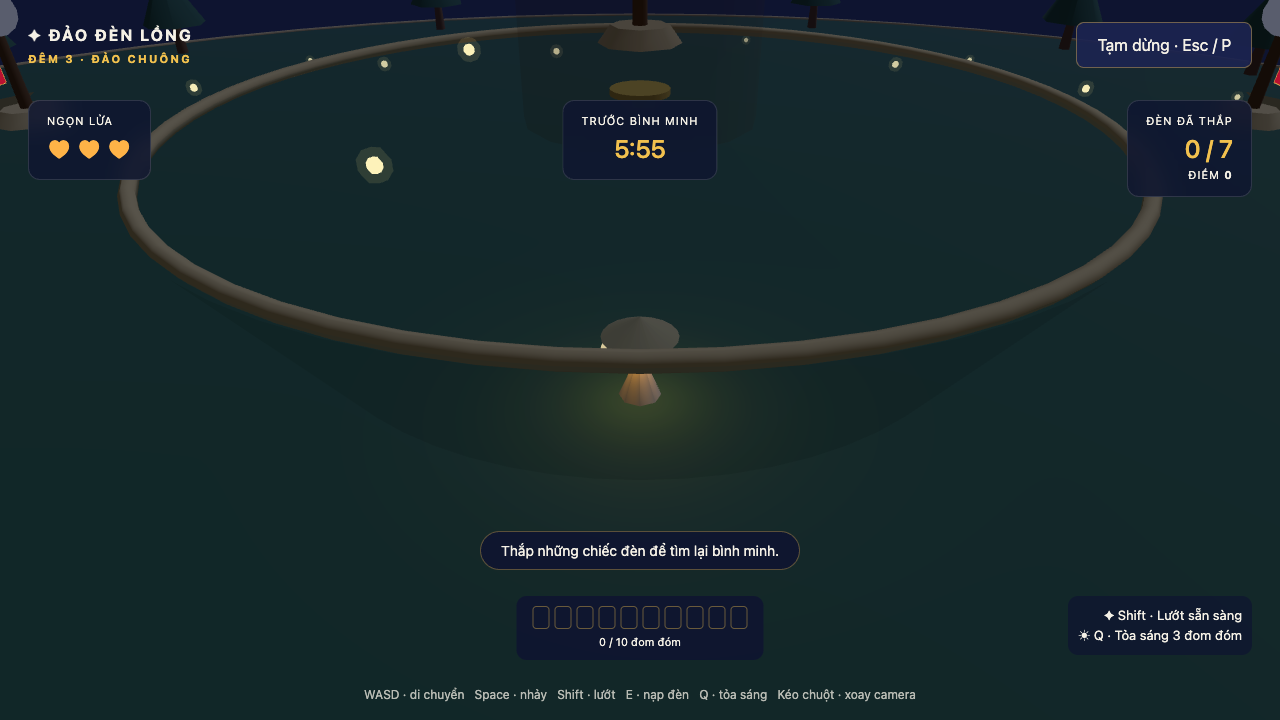 ✦ ĐẢO ĐÈN LỒNG
ĐÊM 3 · ĐẢO CHUÔNG
Tạm dừng · Esc / P
NGỌN LỬA
TRƯỚC BÌNH MINH
5:55
ĐÈN ĐÃ THẮP
0 / 7
ĐIỂM 0
Thắp những chiếc đèn để tìm lại bình minh.
0 / 10 đom đóm
✦ Shift · Lướt sẵn sàng
☀ Q · Tỏa sáng 3 đom đóm
WASD · di chuyển Space · nhảy Shift · lướt E · nạp đèn Q · tỏa sáng Kéo chuột · xoay camera